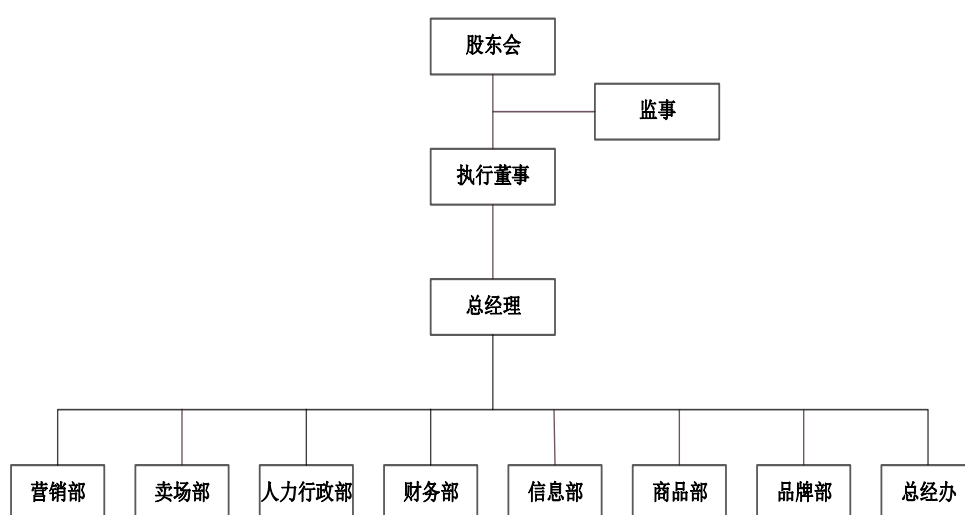 股东会
监事
执行董事
总经理
营销部
卖场部
人力行政部
财务部
信息部
商品部
品牌部
总经办